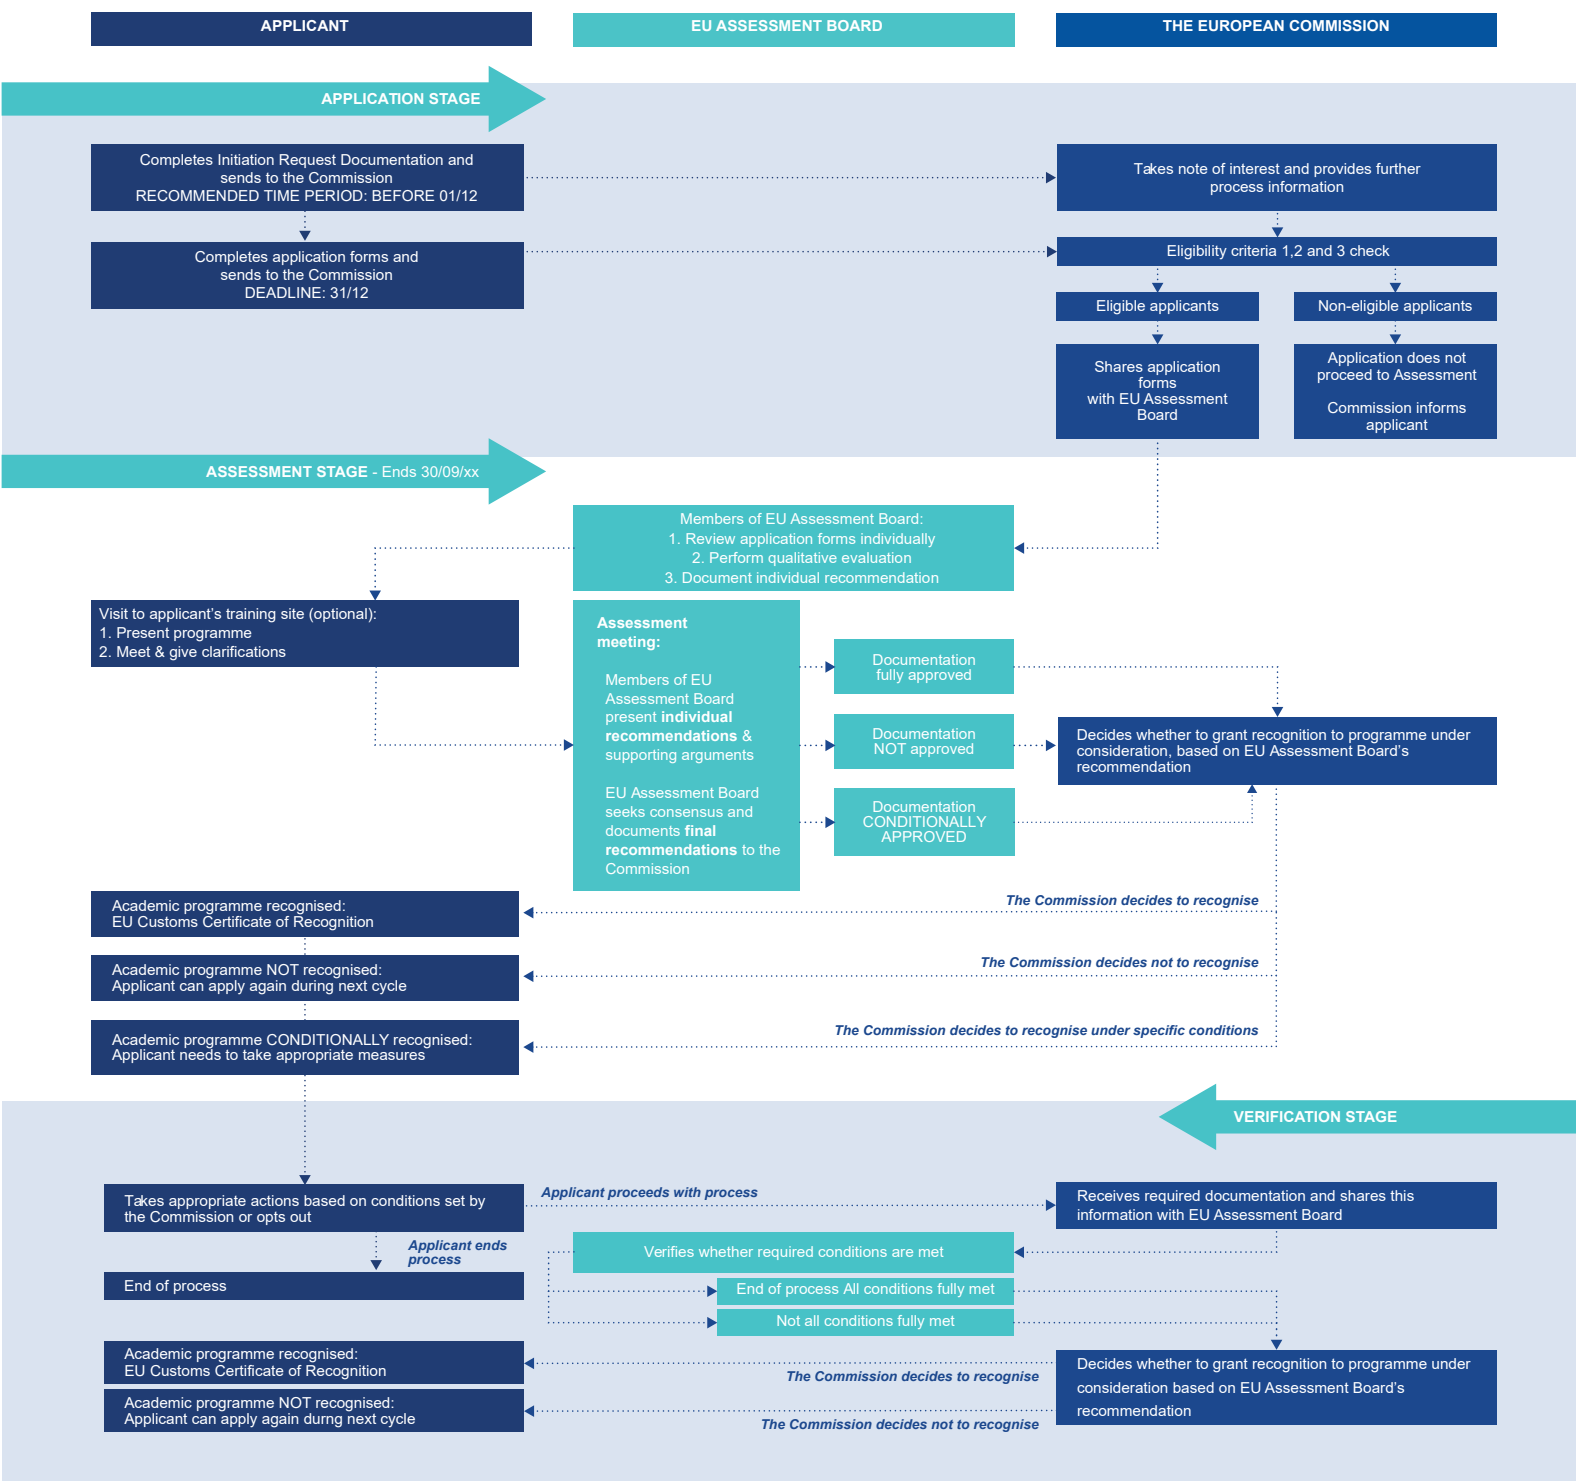 APPLICANT
EU ASSESSMENT BOARD
THE EUROPEAN COMMISSION
APPLICATION STAGE
Completes Initiation Request Documentation and
sends to the Commission
RECOMMENDED TIME PERIOD: BEFORE 01/12
Takes note of interest and provides further
process information
Completes application forms and
sends to the Commission
DEADLINE: 31/12
Eligibility criteria 1,2 and 3 check
Eligible applicants
Non-eligible applicants
Shares application
forms
with EU Assessment
Board
Application does not
proceed to Assessment
Commission informs
applicant
ASSESSMENT STAGE - Ends 30/09/xx
Members of EU Assessment Board:
1. Review application forms individually
2. Perform qualitative evaluation
3. Document individual recommendation
Visit to applicant’s training site (optional):
1. Present programme
2. Meet & give clarifications
Assessment
meeting:
Members of EU
Assessment Board
present individual
recommendations &
supporting arguments
EU Assessment Board
seeks consensus and
documents final
recommendations to the
Commission
Documentation
fully approved
Documentation
NOT approved
Documentation
CONDITIONALLY
APPROVED
Decides whether to grant recognition to programme under
consideration, based on EU Assessment Board’s
recommendation
The Commission decides to recognise
Academic programme recognised:
EU Customs Certificate of Recognition
The Commission decides not to recognise
Academic programme NOT recognised:
Applicant can apply again during next cycle
The Commission decides to recognise under specific conditions
Academic programme CONDITIONALLY recognised:
Applicant needs to take appropriate measures
VERIFICATION STAGE
Takes appropriate actions based on conditions set by
the Commission or opts out
Applicant proceeds with process
Receives required documentation and shares this
information with EU Assessment Board
Applicant ends
process
Verifies whether required conditions are met
End of process
End of process All conditions fully met
Not all conditions fully met
Academic programme recognised:
EU Customs Certificate of Recognition
The Commission decides to recognise
Decides whether to grant recognition to programme under
consideration based on EU Assessment Board’s
recommendation
Academic programme NOT recognised:
Applicant can apply again durng next cycle
The Commission decides not to recognise